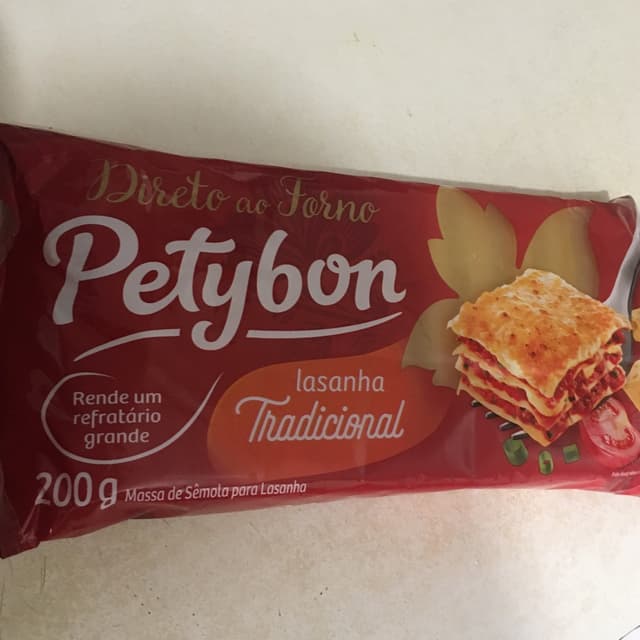 Direto ao Forno
Petybon
Rende um
refratário
grande
lasanha
Tradicional
200 g Massa de Sêmola para Lasanha